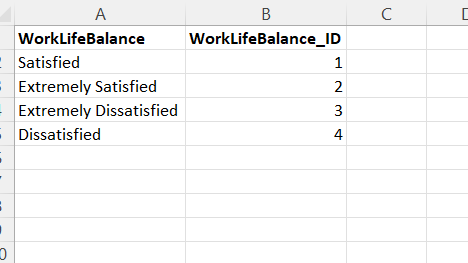 A B C
WorkLifeBalance WorkLifeBalance_ID
Satisfied 1
Extremely Satisfied 2
Extremely Dissatisfied 3
Dissatisfied 4